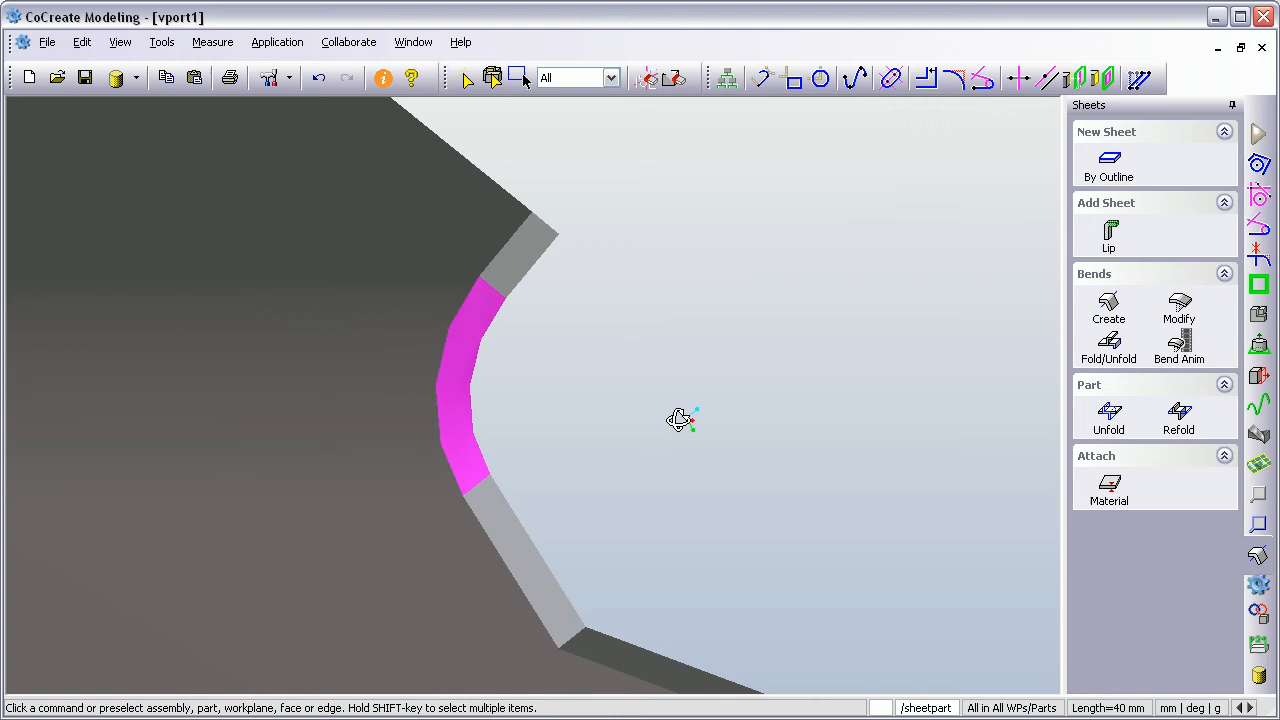 CoCreate Modeling - [vport1]
File Edit View Tools Measure Application Collaborate Window Help
All
Sheets
New Sheet
By Outline
Add Sheet
Lip
Bends
Create Modify
Fold/Unfold Bend Anim
Part
Unfold Refold
Attach
Material
Click a command or preselect assembly, part, workplane, face or edge. Hold SHIFT-key to select multiple items. /sheetpart All in All WPs/Parts Length=40 mm mm | deg | g